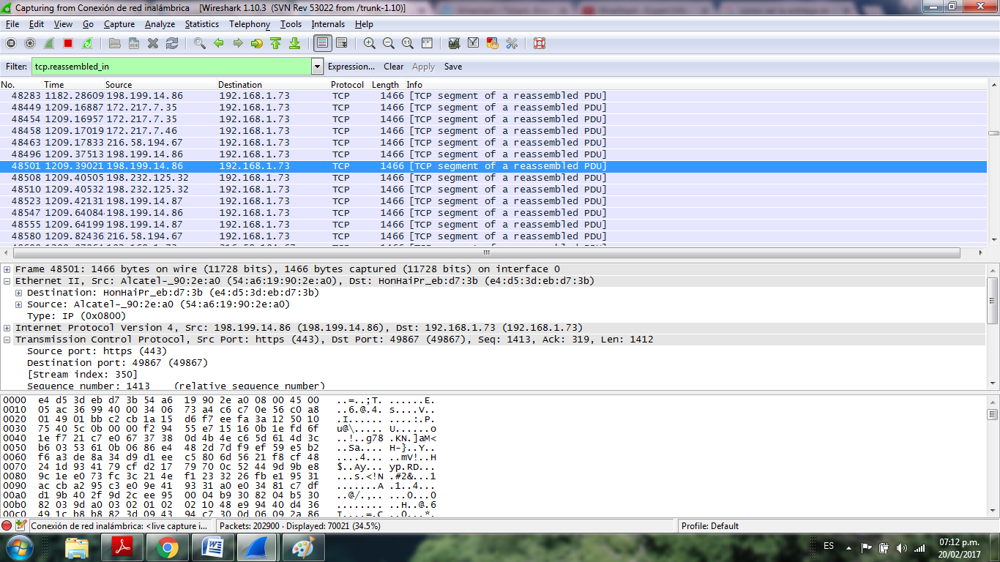 Capturing from Conexión de red inalámbrica [Wireshark 1.10.3 (SVN Rev 53022 from /trunk-1.10)]
File Edit View Go Capture Analyze Statistics Telephony Tools Internals Help
Filter: tcp.reassembled_in Expression... Clear Apply Save
No. Time Source Destination Protocol Length Info
48283 1182.28609 198.199.14.86 192.168.1.73 TCP 1466 [TCP segment of a reassembled PDU]
48449 1209.16887 172.217.7.35 192.168.1.73 TCP 1466 [TCP segment of a reassembled PDU]
48454 1209.16957 172.217.7.35 192.168.1.73 TCP 1466 [TCP segment of a reassembled PDU]
48458 1209.17019 172.217.7.46 192.168.1.73 TCP 1466 [TCP segment of a reassembled PDU]
48463 1209.17833 216.58.194.67 192.168.1.73 TCP 1466 [TCP segment of a reassembled PDU]
48496 1209.37513 198.199.14.86 192.168.1.73 TCP 1466 [TCP segment of a reassembled PDU]
48501 1209.39021 198.199.14.86 192.168.1.73 TCP 1466 [TCP segment of a reassembled PDU]
48508 1209.40505 198.232.125.32 192.168.1.73 TCP 1466 [TCP segment of a reassembled PDU]
48510 1209.40532 198.232.125.32 192.168.1.73 TCP 1466 [TCP segment of a reassembled PDU]
48523 1209.42131 198.199.14.87 192.168.1.73 TCP 1466 [TCP segment of a reassembled PDU]
48547 1209.64084 198.199.14.86 192.168.1.73 TCP 1466 [TCP segment of a reassembled PDU]
48555 1209.64199 198.199.14.87 192.168.1.73 TCP 1466 [TCP segment of a reassembled PDU]
48580 1209.82436 216.58.194.67 192.168.1.73 TCP 1466 [TCP segment of a reassembled PDU]
Frame 48501: 1466 bytes on wire (11728 bits), 1466 bytes captured (11728 bits) on interface 0
Ethernet II, Src: Alcatel-_90:2e:a0 (54:a6:19:90:2e:a0), Dst: HonHaiPr_eb:d7:3b (e4:d5:3d:eb:d7:3b)
Destination: HonHaiPr_eb:d7:3b (e4:d5:3d:eb:d7:3b)
Source: Alcatel-_90:2e:a0 (54:a6:19:90:2e:a0)
Type: IP (0x0800)
Internet Protocol Version 4, Src: 198.199.14.86 (198.199.14.86), Dst: 192.168.1.73 (192.168.1.73)
Transmission Control Protocol, Src Port: https (443), Dst Port: 49867 (49867), Seq: 1413, Ack: 319, Len: 1412
Source port: https (443)
Destination port: 49867 (49867)
[Stream index: 350]
Sequence number: 1413 (relative sequence number)
0000 e4 d5 3d eb d7 3b 54 a6 19 90 2e a0 08 00 45 00 ..=..;T. ......E.
0010 05 ac 36 99 40 00 34 06 73 a4 c6 c7 0e 56 c0 a8 ..6.@.4. s....V..
0020 01 49 01 bb c2 cb 1a 15 d6 f7 ee fa 3a 12 50 10 .I...... ....:.P.
0030 75 40 5c 0b 00 00 f2 94 55 e7 15 16 0b 1e fd 6f u@\..... U......o
0040 1e f7 21 c7 e0 67 37 38 0d 4b 4e c6 5d 61 4d 3c ..!..g78 .KN.]aM<
0050 b6 03 53 61 0b 06 86 e4 48 2d 7d f9 ef 59 e5 b2 ..Sa.... H-}..Y..
0060 f6 a3 de 8a 34 d9 d1 ee c5 80 6d 56 21 f8 cf 48 ....4... ..mV!..H
0070 24 1d 93 41 79 cf d2 17 79 70 0c 52 44 9d 9b e8 $..Ay... yp.RD...
0080 9c 1e e0 73 fc 3c 21 4e f1 23 32 26 fb e1 95 31 ...s.<!N .#2&...1
0090 ac cb a2 95 c3 e0 9e 41 93 31 a0 e0 34 81 c7 df .......A .1..4...
00a0 d1 9b 40 2f 9d 2c ee 95 00 04 b9 30 82 04 b5 30 ..@/.,.. ...0...0
00b0 82 03 9d a0 03 02 01 02 02 10 48 e9 94 40 d4 36 ........ ..H..@.6
00c0 49 1c b8 b8 82 3d 09 43 94 c7 30 0d 06 09 2a 86 I....=.C ..0...*.
Conexión de red inalámbrica: <live capture i... Packets: 202900 · Displayed: 70021 (34.5%) Profile: Default
ES 07:12 p.m.
20/02/2017